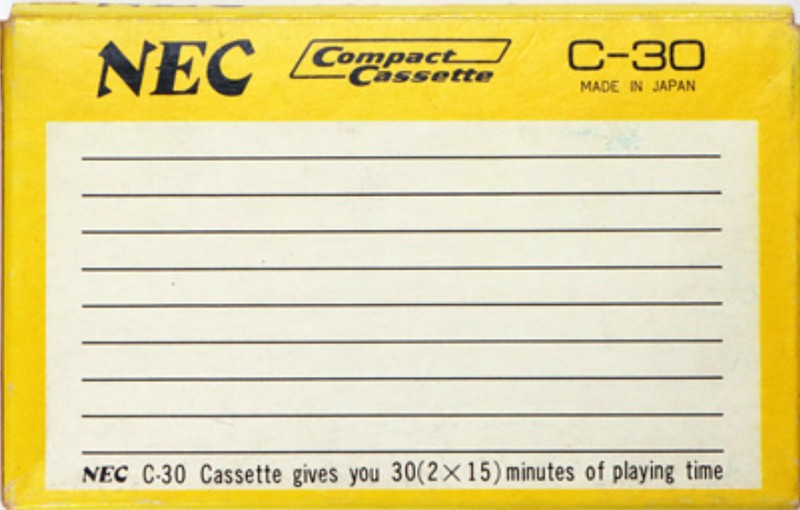 NEC Compact Cassette C-30
MADE IN JAPAN
NEC C-30 Cassette gives you 30(2×15)minutes of playing time